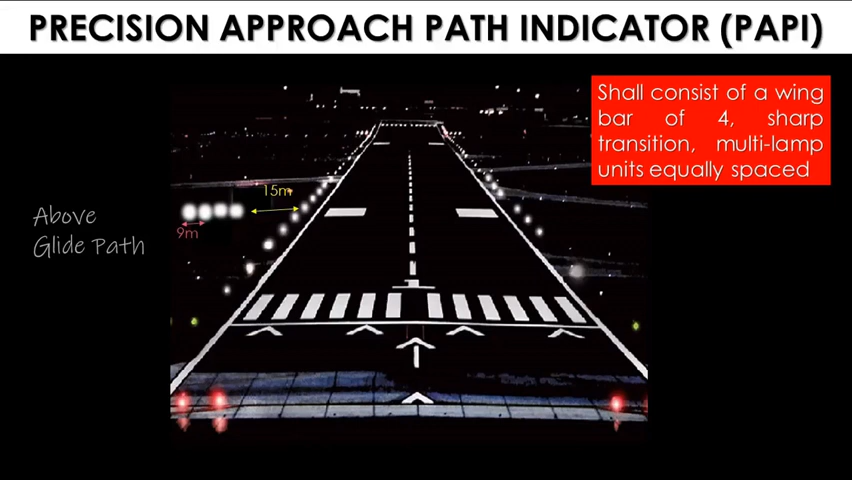 PRECISION APPROACH PATH INDICATOR (PAPI)
Shall consist of a wing
bar of 4, sharp
transition, multi-lamp
units equally spaced
15m
Above
Glide Path
9m